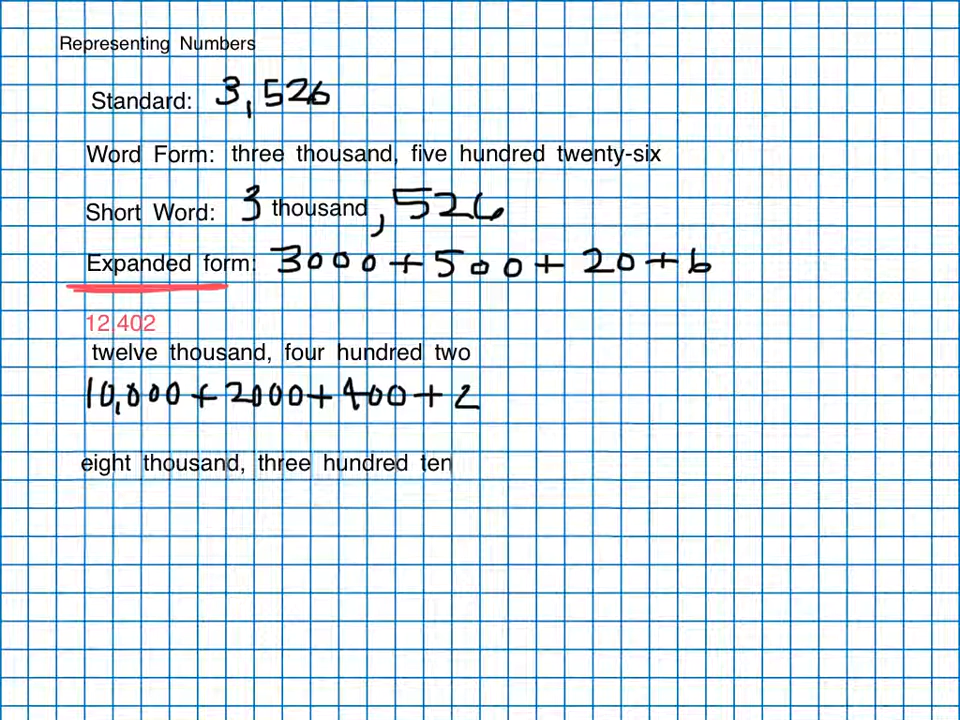 Representing Numbers
Standard: 3,526
Word Form: three thousand, five hundred twenty-six
Short Word: 3 thousand, 526
Expanded form: 3000 + 500 + 20 + 6
12,402
twelve thousand, four hundred two
10,000 + 2000 + 400 + 2
eight thousand, three hundred ten